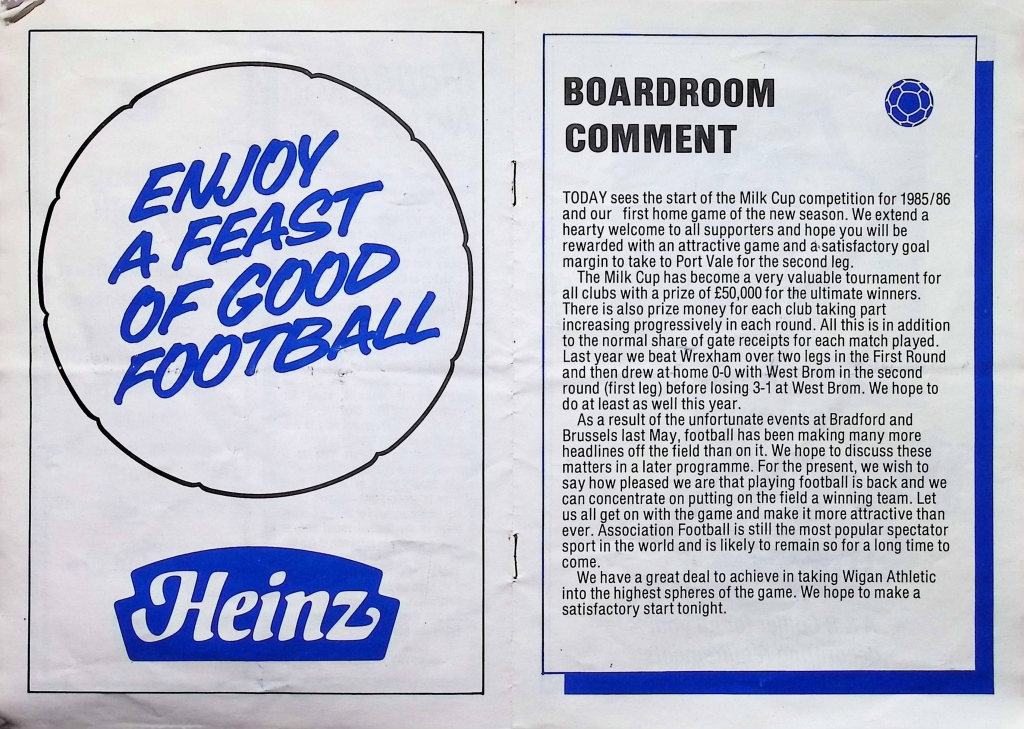 ENJOY
A FEAST
OF GOOD
FOOTBALL
Heinz
BOARDROOM
COMMENT
TODAY sees the start of the Milk Cup competition for 1985/86
and our first home game of the new season. We extend a
hearty welcome to all supporters and hope you will be
rewarded with an attractive game and a satisfactory goal
margin to take to Port Vale for the second leg.
The Milk Cup has become a very valuable tournament for
all clubs with a prize of £50,000 for the ultimate winners.
There is also prize money for each club taking part
increasing progressively in each round. All this is in addition
to the normal share of gate receipts for each match played.
Last year we beat Wrexham over two legs in the First Round
and then drew at home 0-0 with West Brom in the second
round (first leg) before losing 3-1 at West Brom. We hope to
do at least as well this year.
As a result of the unfortunate events at Bradford and
Brussels last May, football has been making many more
headlines off the field than on it. We hope to discuss these
matters in a later programme. For the present, we wish to
say how pleased we are that playing football is back and we
can concentrate on putting on the field a winning team. Let
us all get on with the game and make it more attractive than
ever. Association Football is still the most popular spectator
sport in the world and is likely to remain so for a long time to
come.
We have a great deal to achieve in taking Wigan Athletic
into the highest spheres of the game. We hope to make a
satisfactory start tonight.